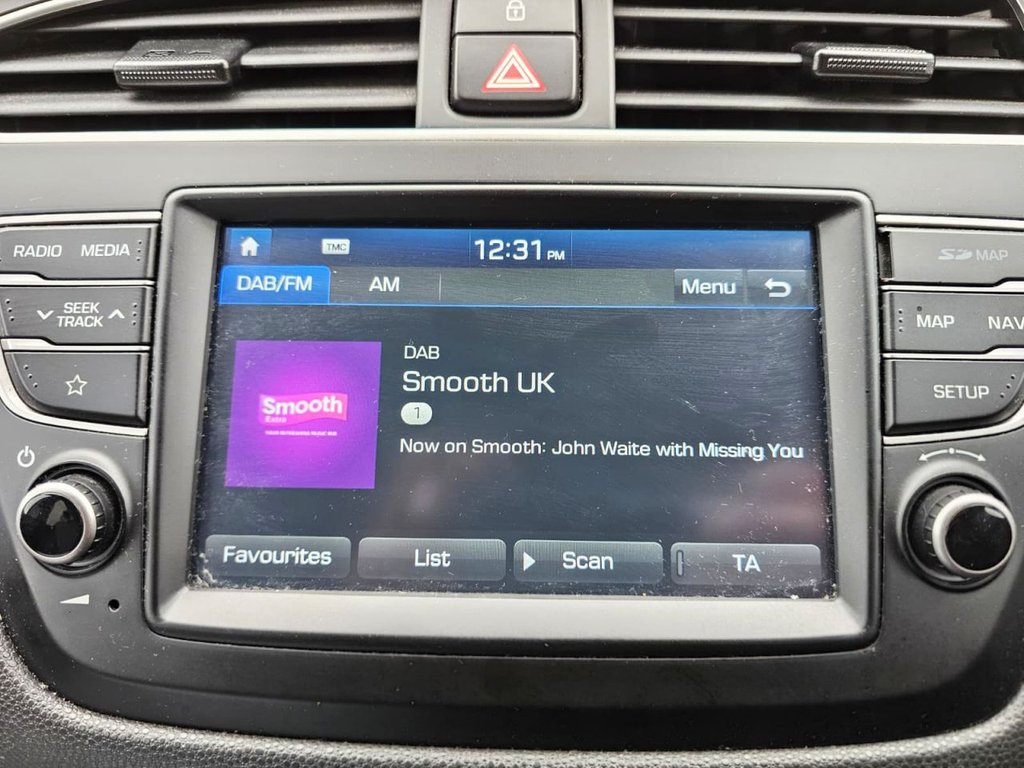 RADIO MEDIA
SEEK
TRACK
TMC
12:31 PM
DAB/FM AM Menu
DAB
Smooth UK
1
Now on Smooth: John Waite with Missing You
Smooth
Favourites List Scan TA
SD MAP
MAP NAV
SETUP